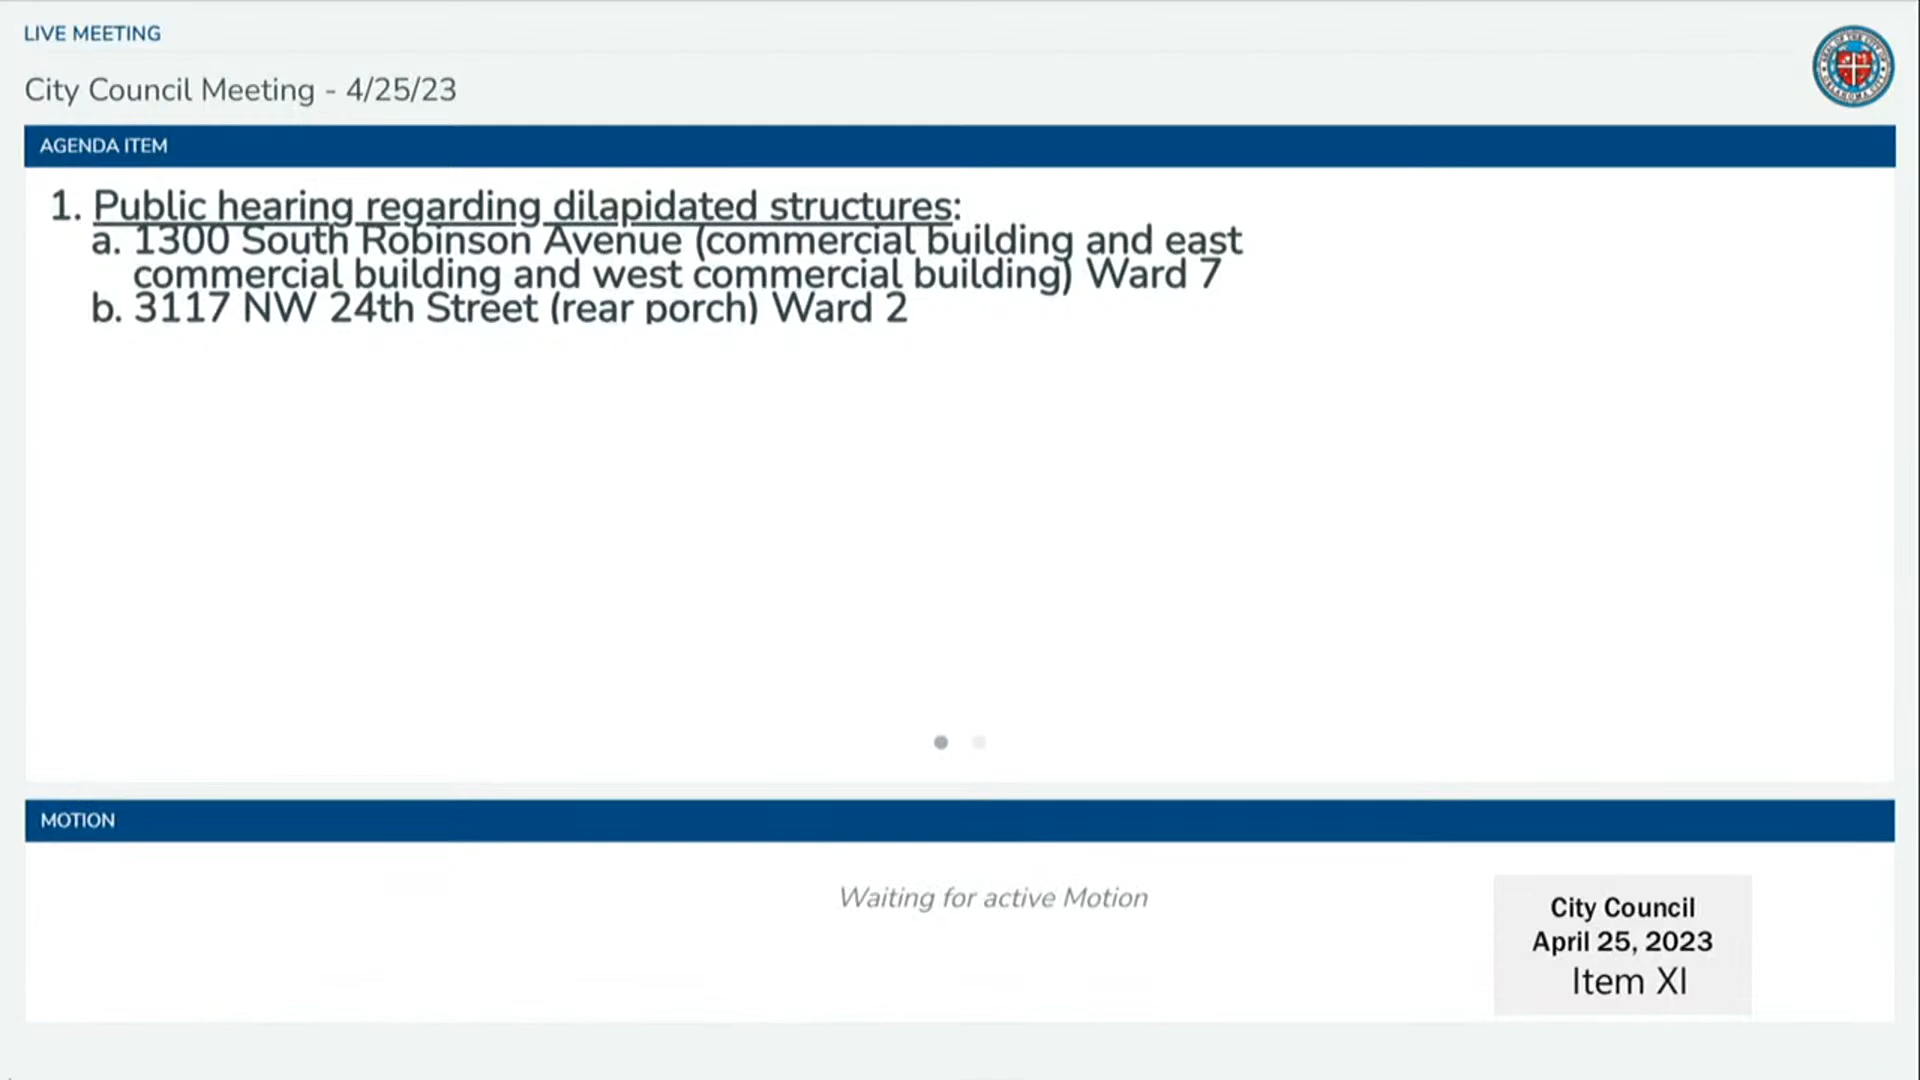 LIVE MEETING
City Council Meeting - 4/25/23
AGENDA ITEM
1. Public hearing regarding dilapidated structures:
a. 1300 South Robinson Avenue (commercial building and east
commercial building and west commercial building) Ward 7
b. 3117 NW 24th Street (rear porch) Ward 2
MOTION
Waiting for active Motion
City Council
April 25, 2023
Item XI